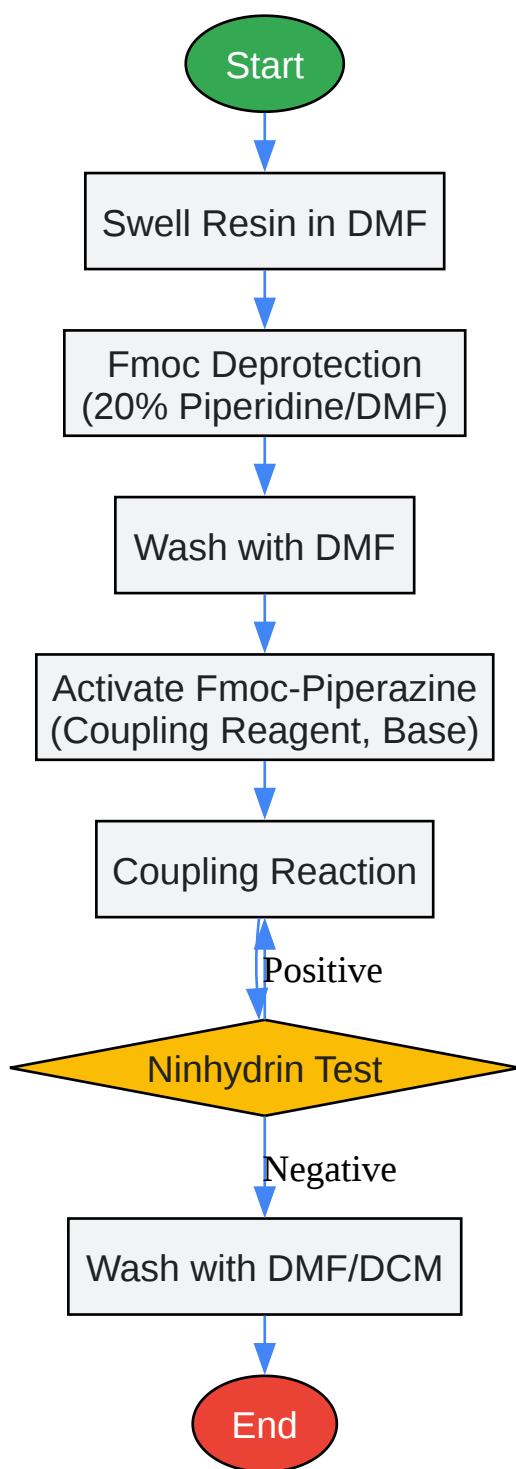 Start
Swell Resin in DMF
Fmoc Deprotection
(20% Piperidine/DMF)
Wash with DMF
Activate Fmoc-Piperazine
(Coupling Reagent, Base)
Coupling Reaction
Positive
Ninhydrin Test
Negative
Wash with DMF/DCM
End